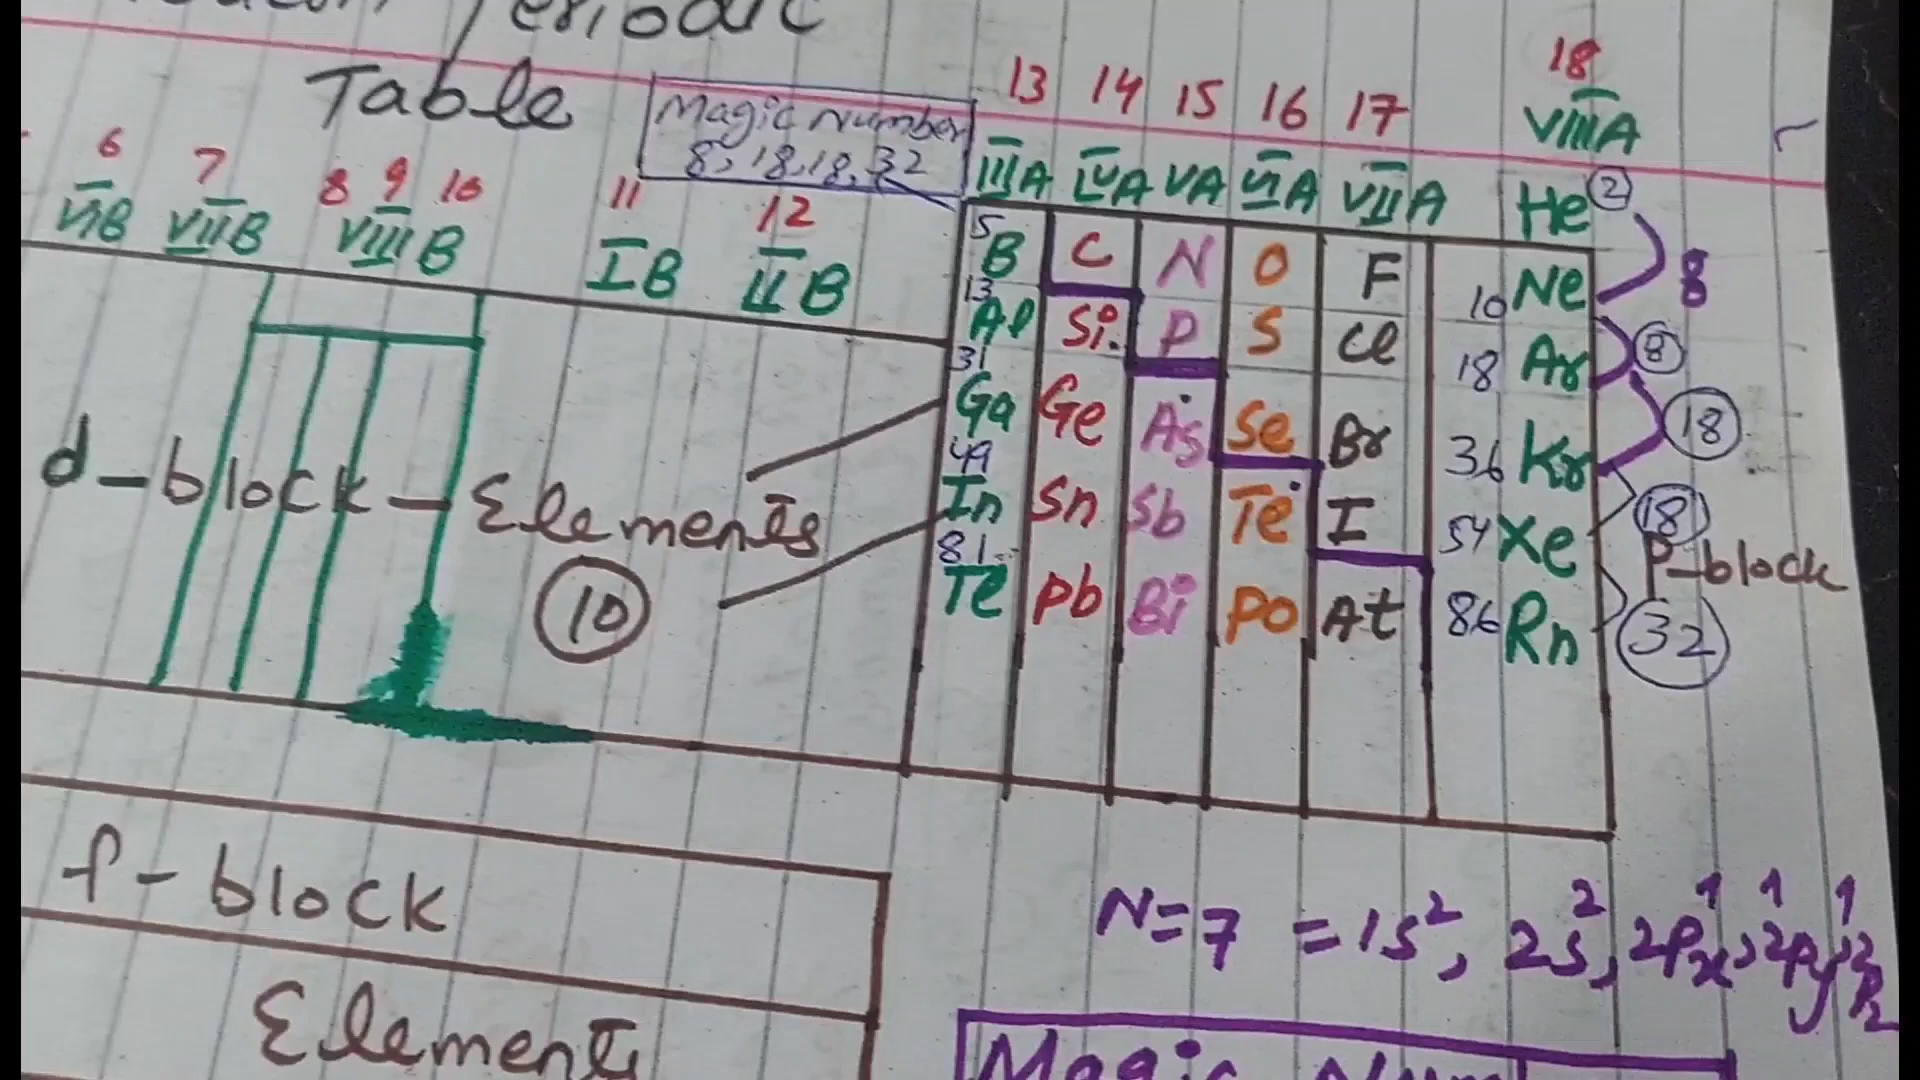 Periodic
Table
Magic Number
8, 18, 18, 32
13 14 15 16 17 18
IIIA IVA VA VIA VIIA VIIIA
6 7 8 9 10 11 12
VIB VIIB VIIIB IB IIB
He 2
5
B C N O F 10 Ne 8
13
Al Si P S Cl 18 Ar 8
31
Ga Ge As Se Br 36 Kr 18
49
In Sn Sb Te I 54 Xe 18
P-block
81
Te Pb Bi Po At 86 Rn 32
d-block-Elements
10
f-block
Elements
N=7 = 1s², 2s², 2Px¹, 2Py¹, 2Pz¹
Magic Num